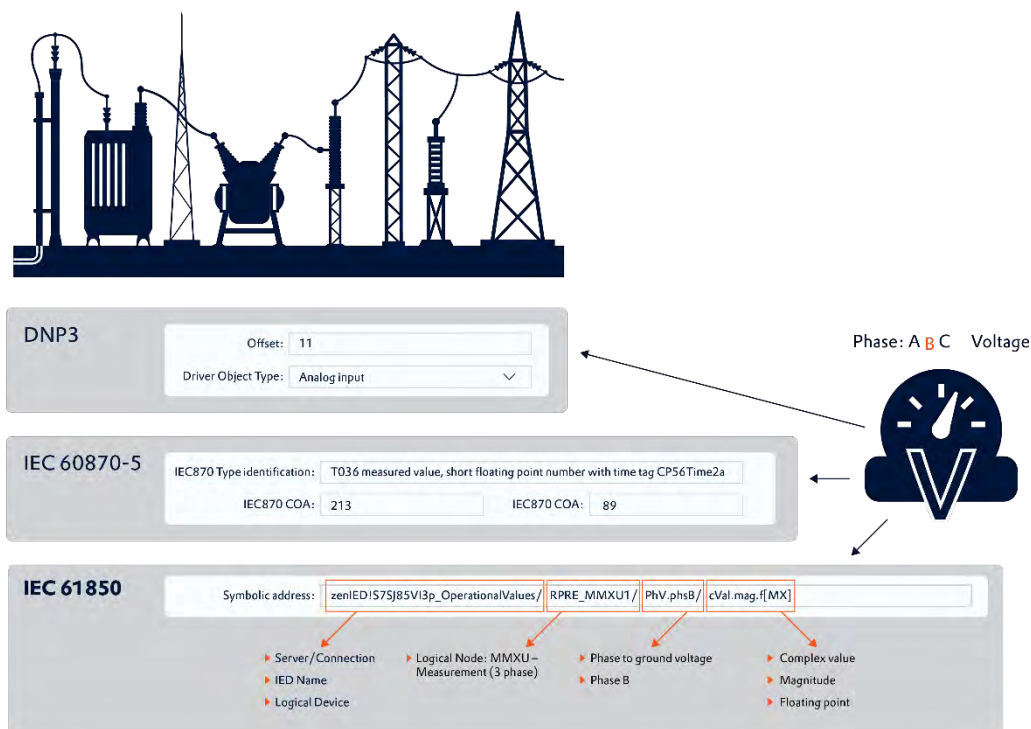 DNP3
Offset: 11
Driver Object Type: Analog input
Phase: A B C Voltage
V
IEC 60870-5
IEC870 Type identification: T036 measured value, short floating point number with time tag CP56Time2a
IEC870 COA: 213 IEC870 COA: 89
IEC 61850
Symbolic address: zenIED!S7SJ85VI3p_OperationalValues/ RPRE_MMXU1/ PhV.phsB/ cVal.mag.f[MX]
Server/Connection
IED Name
Logical Device
Logical Node: MMXU –
Measurement (3 phase)
Phase to ground voltage
Phase B
Complex value
Magnitude
Floating point